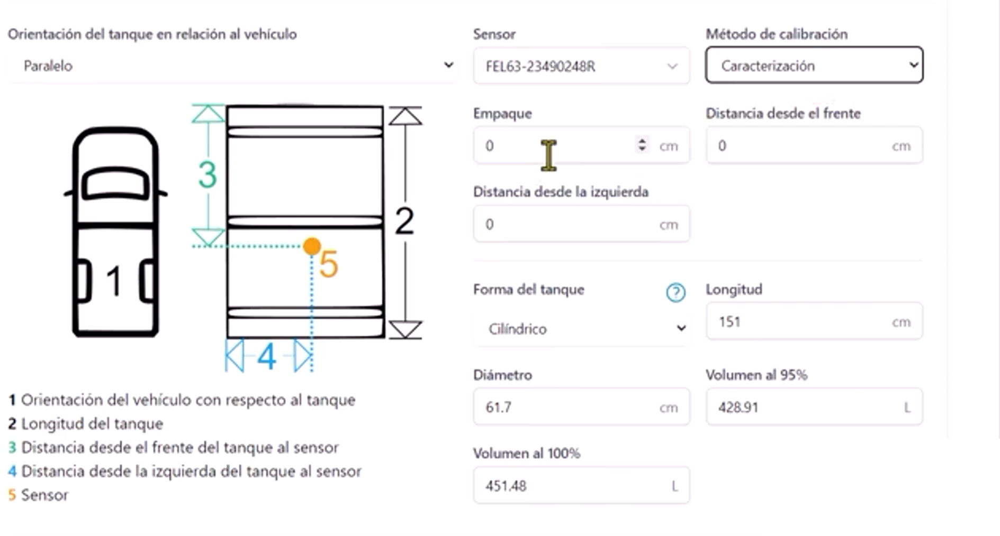 Orientación del tanque en relación al vehículo
Paralelo
1
2
3
4
5
1 Orientación del vehículo con respecto al tanque
2 Longitud del tanque
3 Distancia desde el frente del tanque al sensor
4 Distancia desde la izquierda del tanque al sensor
5 Sensor
Sensor
FEL63-23490248R
Método de calibración
Caracterización
Empaque
0 cm
Distancia desde el frente
0 cm
Distancia desde la izquierda
0 cm
Forma del tanque ?
Cilíndrico
Longitud
151 cm
Diámetro
61.7 cm
Volumen al 95%
428.91 L
Volumen al 100%
451.48 L